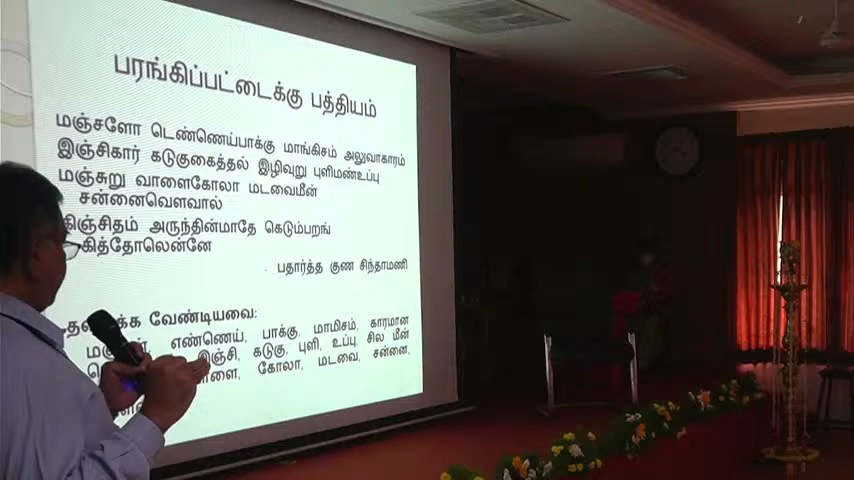 பரங்கிப்பட்டைக்கு பத்தியம்
மஞ்சளோ டெண்ணெய்பாக்கு மாங்கிசம் அலுவாகாரம்
இஞ்சிகார் கடுகுகைத்தல் இழிவுறு புளிமண்உப்பு
மஞ்சுறு வாளைகோலா மடவைமீன்
சன்னைவௌவால்
கிஞ்சிதம் அருந்தின்மாதே கெடும்பறங்
கித்தோலென்னே
பதார்த்த குண சிந்தாமணி
வேண்டியவை:
எண்ணெய், பாக்கு, மாமிசம், காரமான
இஞ்சி, கடுகு, புளி, உப்பு, சில மீன்
கோலா, மடவை, சன்னை,